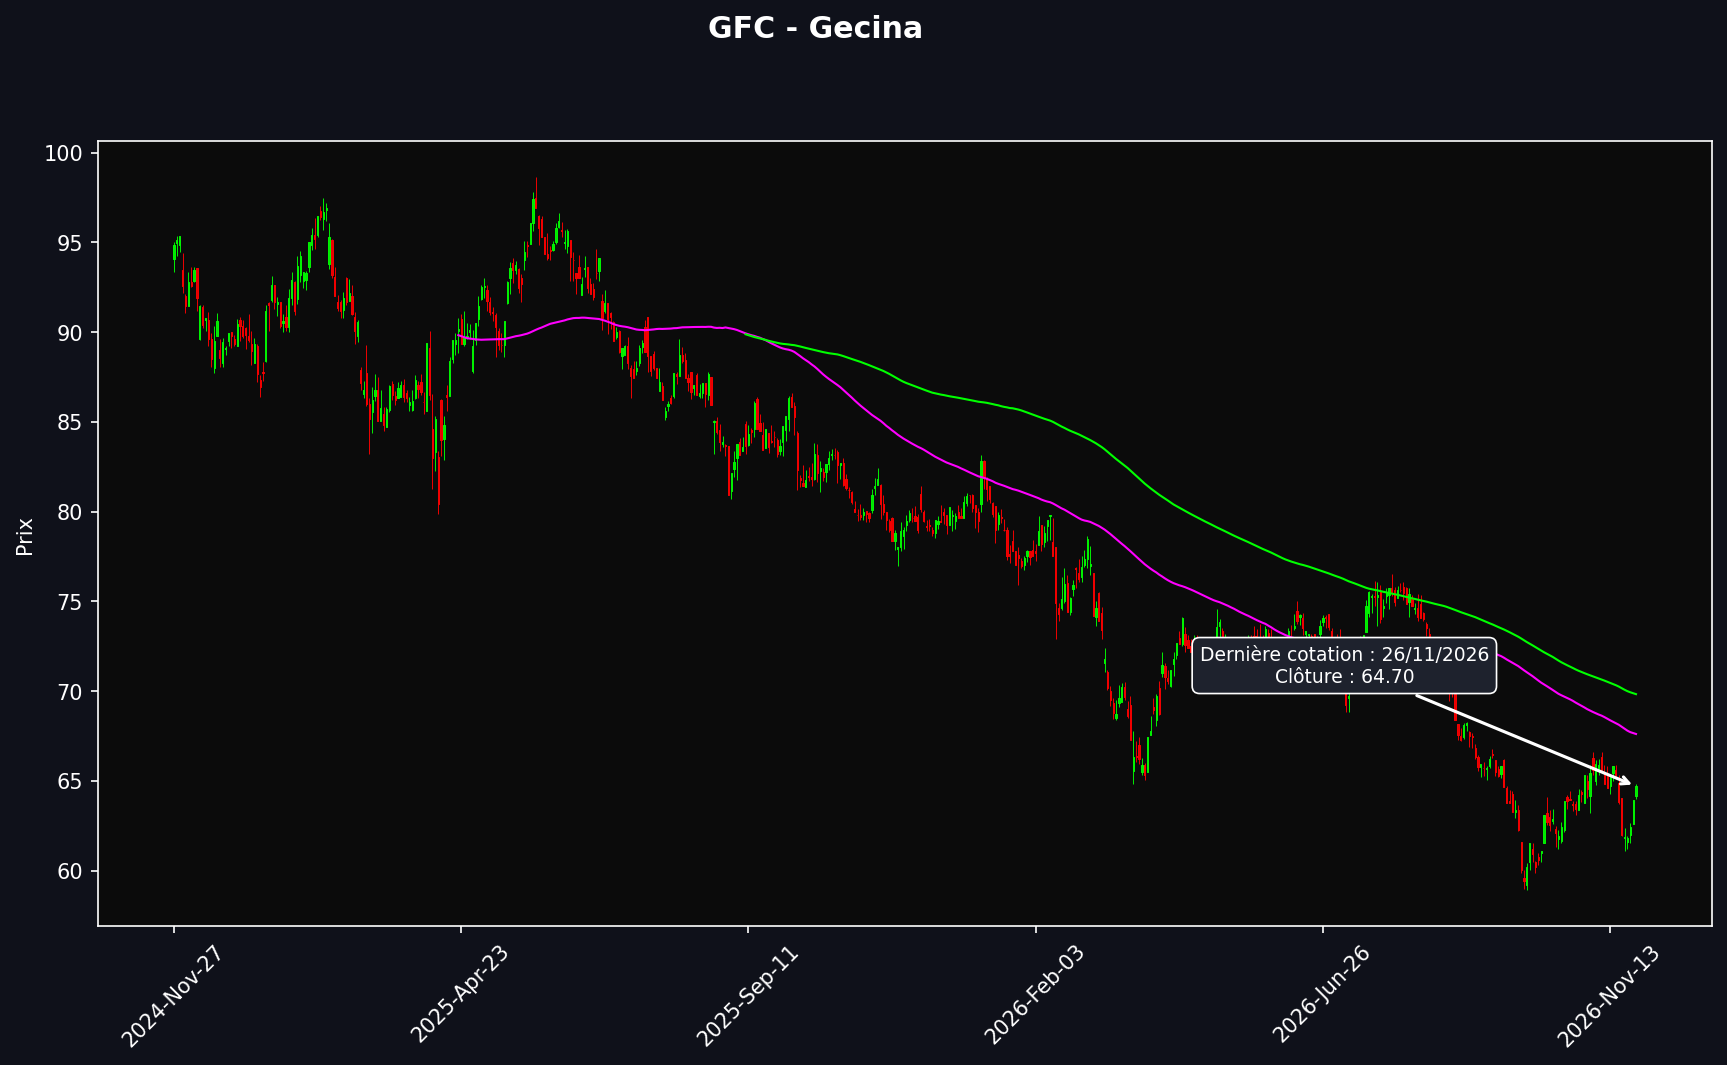 GFC - Gecina
100
95
90
85
80
75
70
65
60
Prix
Dernière cotation : 26/11/2026
Clôture : 64.70
2024-Nov-27
2025-Apr-23
2025-Sep-11
2026-Feb-03
2026-Jun-26
2026-Nov-13